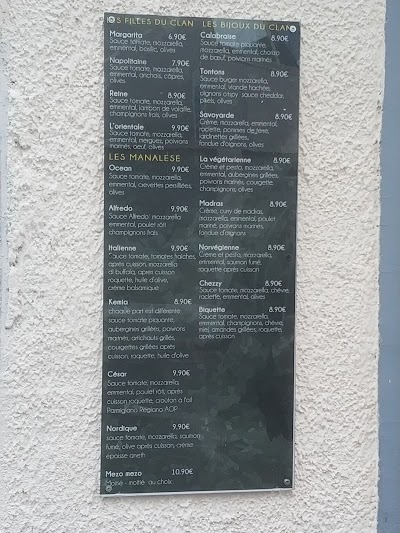 LES FILLES DU CLAN
Margarita 6.90€
Sauce tomate, mozzarella,
emmental, basilic, olives
Napolitaine 7.90€
Sauce tomate, mozzarella,
emmental, anchois, câpres,
olives
Reine 8.90€
Sauce tomate, mozzarella,
emmental, jambon de volaille,
champignons frais, olives
L'orientale 9.90€
Sauce tomate, mozzarella,
emmental, merguez, poivrons
marinés, oeuf, olives
LES MANALESE
Ocean 9.90€
Sauce tomate, mozzarella,
emmental, crevettes persillées,
olives
Alfredo 9.90€
Sauce Alfredo, mozzarella
emmental, poulet rôti
champignons frais
Italienne 9.90€
Sauce tomate, tomates fraîches,
après cuisson, mozzarella
di buffala, après cuisson
roquette, huile d'olive,
crème balsamique
Kemia 8.90€
chaque part est différente
sauce tomate piquante,
aubergines grillées, poivrons
marinés, artichauts grillés,
courgettes grillées après
cuisson, roquette, huile d'olive
César 9.90€
Sauce tomate, mozzarella,
emmental, poulet rôti, après
cuisson roquette, croûton à l'ail
Parmigiano Regiano AOP
Nordique 9.90€
sauce tomate, mozzarella, saumon
fumé, olive après cuisson, crème
épaisse aneth
Mezo mezo 10.90€
Moitié - moitié au choix
LES BIJOUX DU CLAN
Calabraise 8.90€
Sauce tomate piquante,
mozzarella, emmental, chorizo
de bœuf, poivrons marinés
Tontons 8.90€
Sauce burger mozzarella,
emmental, viande hachée,
oignons crispy sauce cheddar,
olives
Savoyarde 8.90€
Crème, mozzarella, emmental,
raclette, pommes de terre,
lardinettes grillées,
fondue d'oignons, olives
La végétarienne 8.90€
Crème et pesto, mozzarella,
emmental, aubergines grillées,
poivrons marinés, courgette,
champignons, olives
Madras 8.90€
Crème, curry de madras,
mozzarella, emmental, poulet
mariné, poivrons marinés,
fondue d'oignons
Norvégienne 8.90€
Crème et pesto, mozzarella,
emmental, saumon fumé,
roquette après cuisson
Chezzy 8.90€
Sauce tomate, mozzarella, chèvre,
raclette, emmental, olives
Biquette 8.90€
Sauce tomate, mozzarella,
emmental, champignons, chèvre,
miel, amandes grillées, roquette,
après cuisson